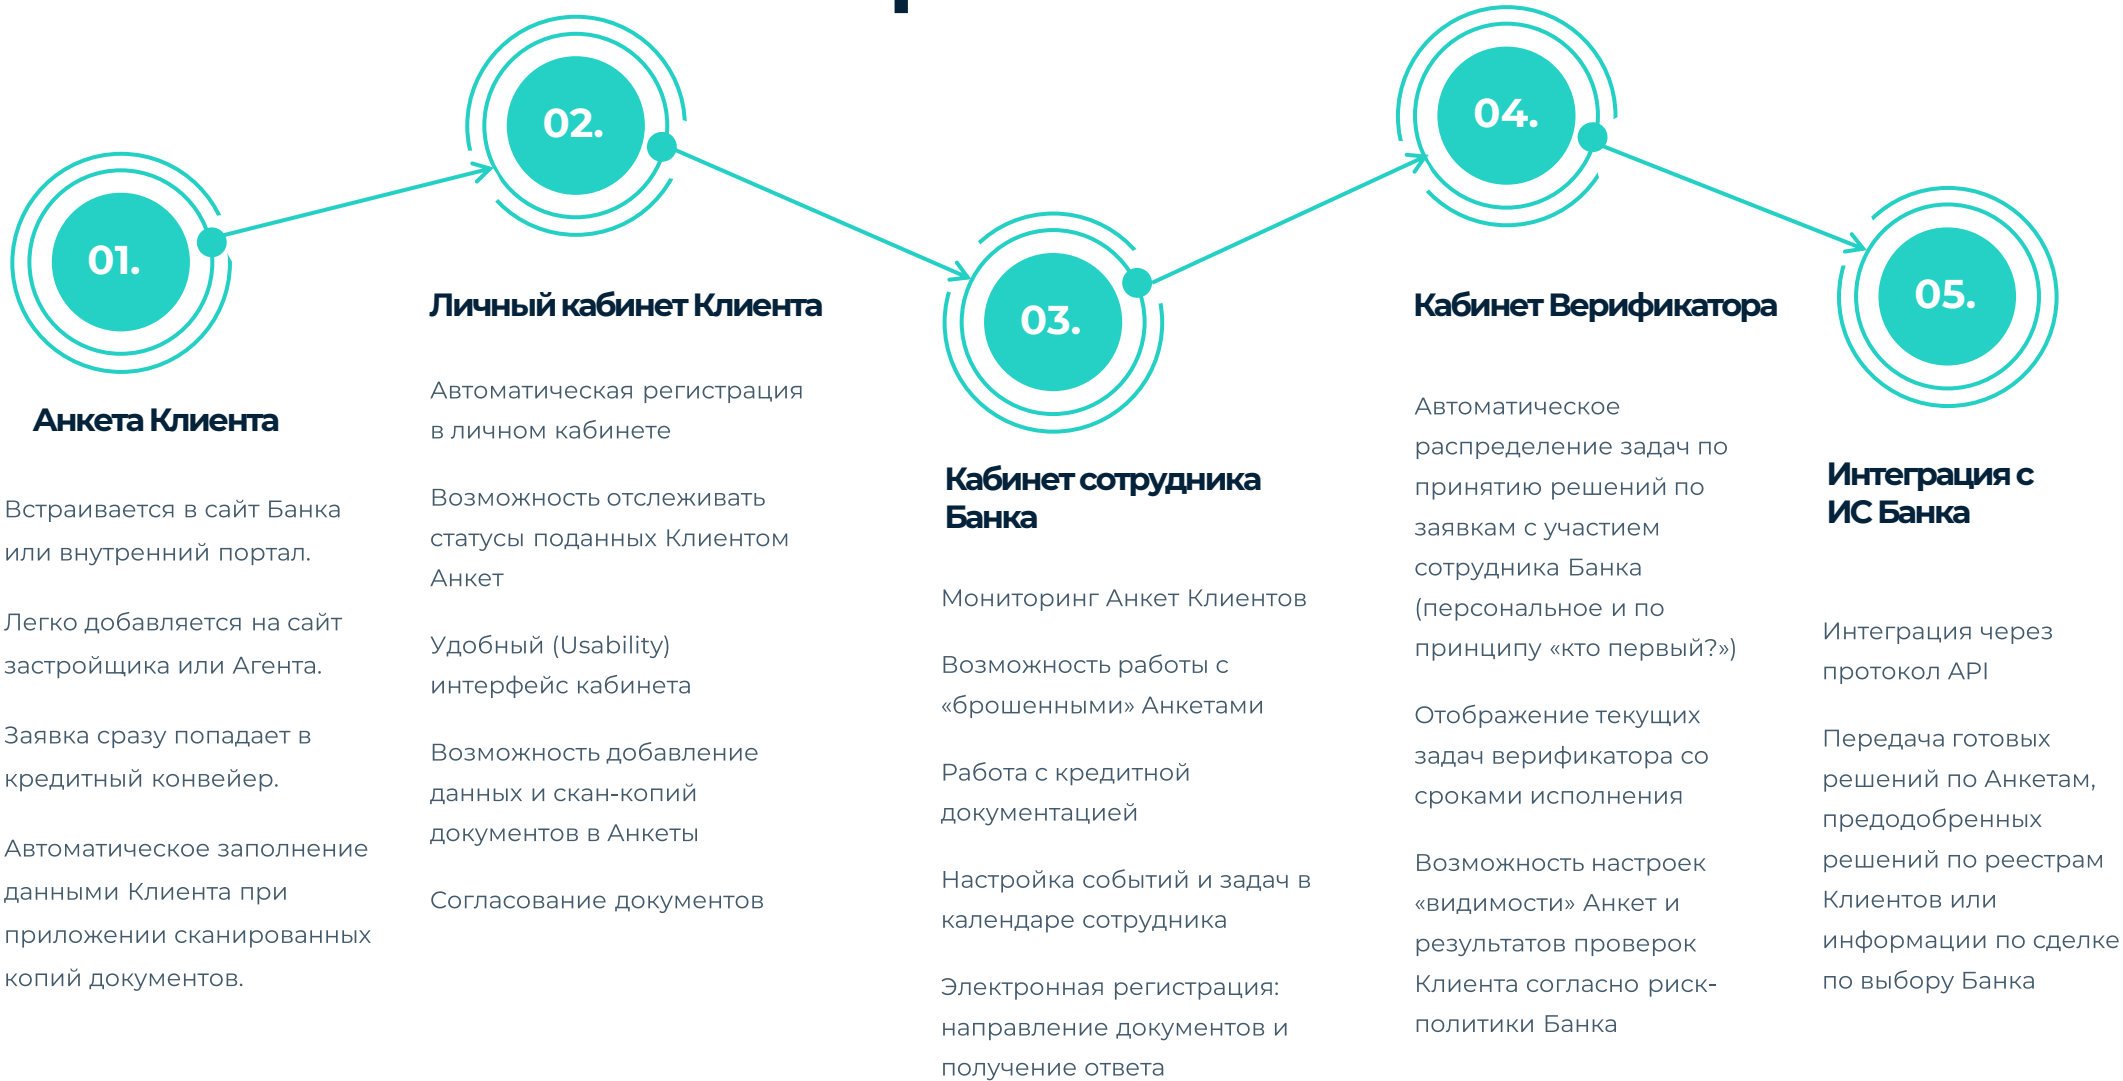 01.
Анкета Клиента
Встраивается в сайт Банка
или внутренний портал.
Легко добавляется на сайт
застройщика или Агента.
Заявка сразу попадает в
кредитный конвейер.
Автоматическое заполнение
данными Клиента при
приложении сканированных
копий документов.
02.
Личный кабинет Клиента
Автоматическая регистрация
в личном кабинете
Возможность отслеживать
статусы поданных Клиентом
Анкет
Удобный (Usability)
интерфейс кабинета
Возможность добавление
данных и скан-копий
документов в Анкеты
Согласование документов
03.
Кабинет сотрудника
Банка
Мониторинг Анкет Клиентов
Возможность работы с
«брошенными» Анкетами
Работа с кредитной
документацией
Настройка событий и задач в
календаре сотрудника
Электронная регистрация:
направление документов и
получение ответа
04.
Кабинет Верификатора
Автоматическое
распределение задач по
принятию решений по
заявкам с участием
сотрудника Банка
(персональное и по
принципу «кто первый?»)
Отображение текущих
задач верификатора со
сроками исполнения
Возможность настроек
«видимости» Анкет и
результатов проверок
Клиента согласно риск-
политики Банка
05.
Интеграция с
ИС Банка
Интеграция через
протокол API
Передача готовых
решений по Анкетам,
предодобренных
решений по реестрам
Клиентов или
информации по сделке
по выбору Банка